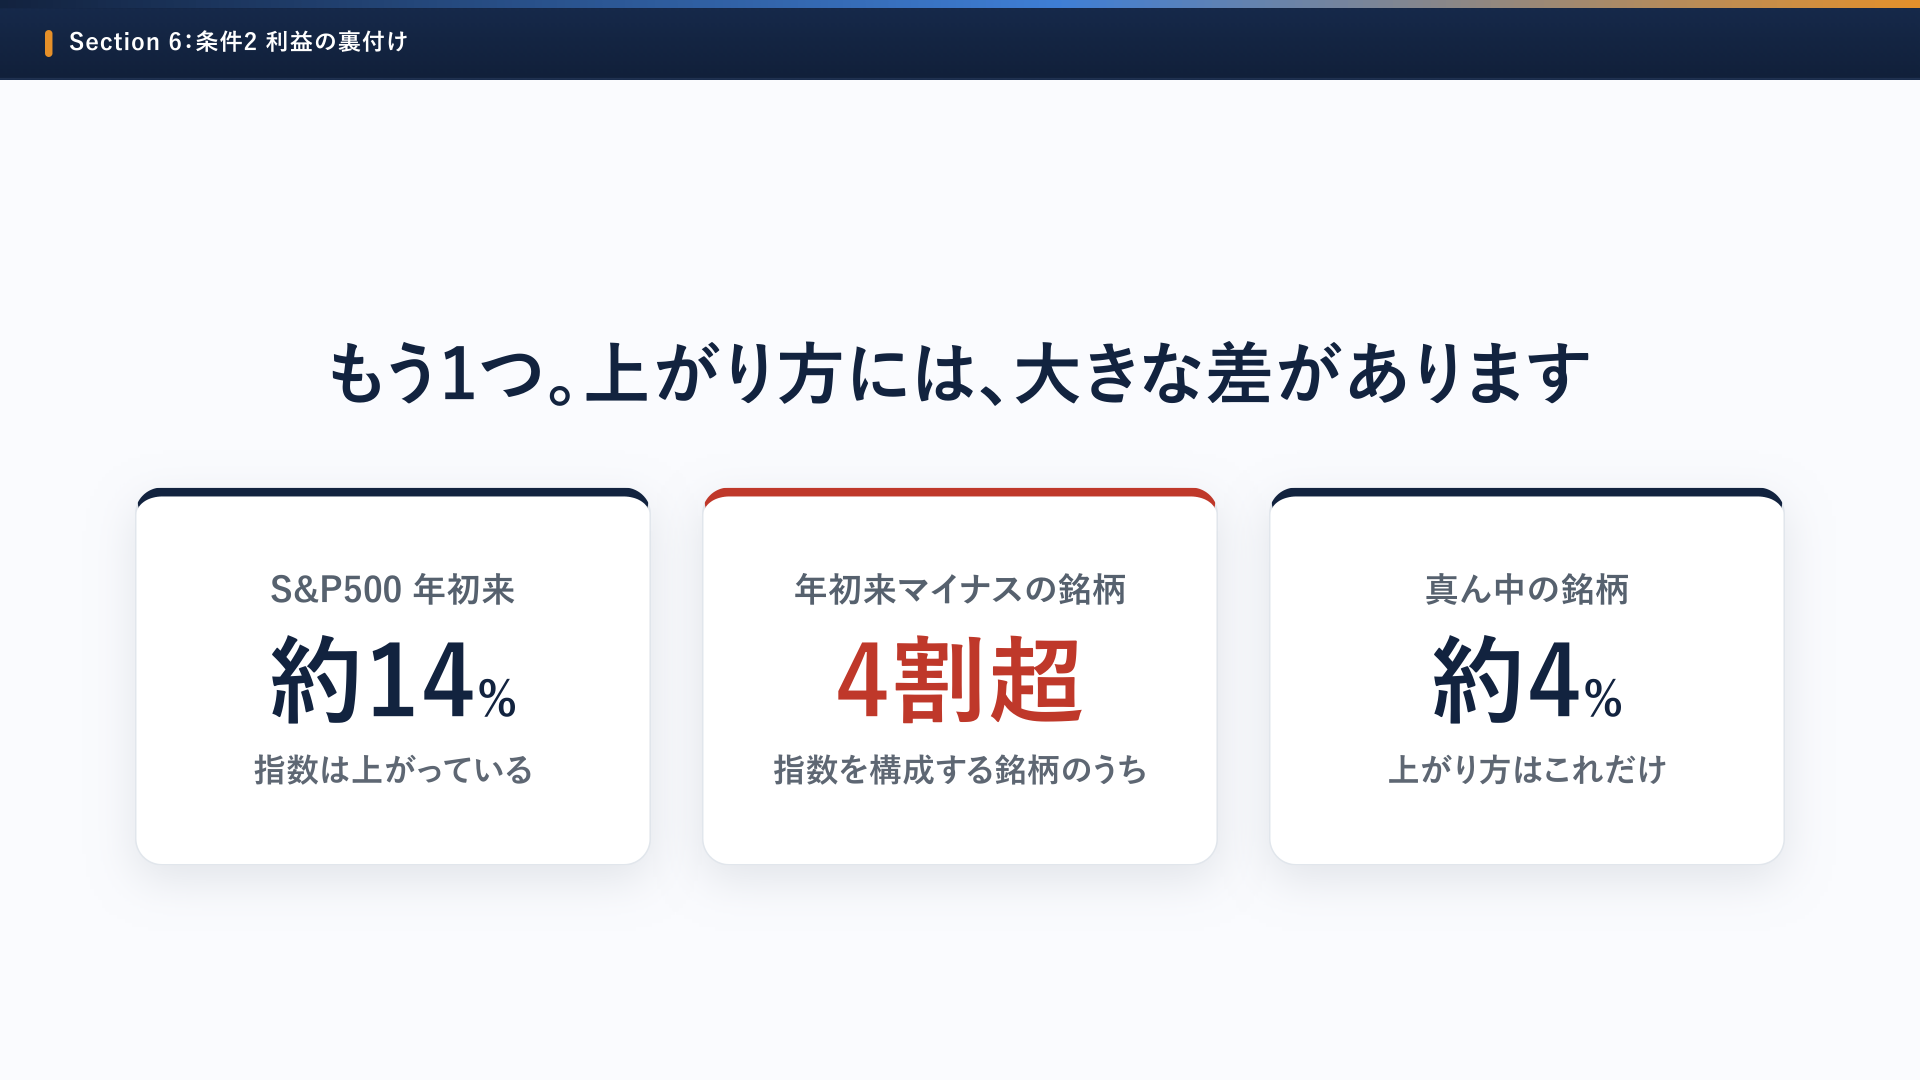 Section 6：条件2 利益の裏付け
もう1つ。上がり方には、大きな差があります
S&P500 年初来
約14%
指数は上がっている
年初来マイナスの銘柄
4割超
指数を構成する銘柄のうち
真ん中の銘柄
約4%
上がり方はこれだけ